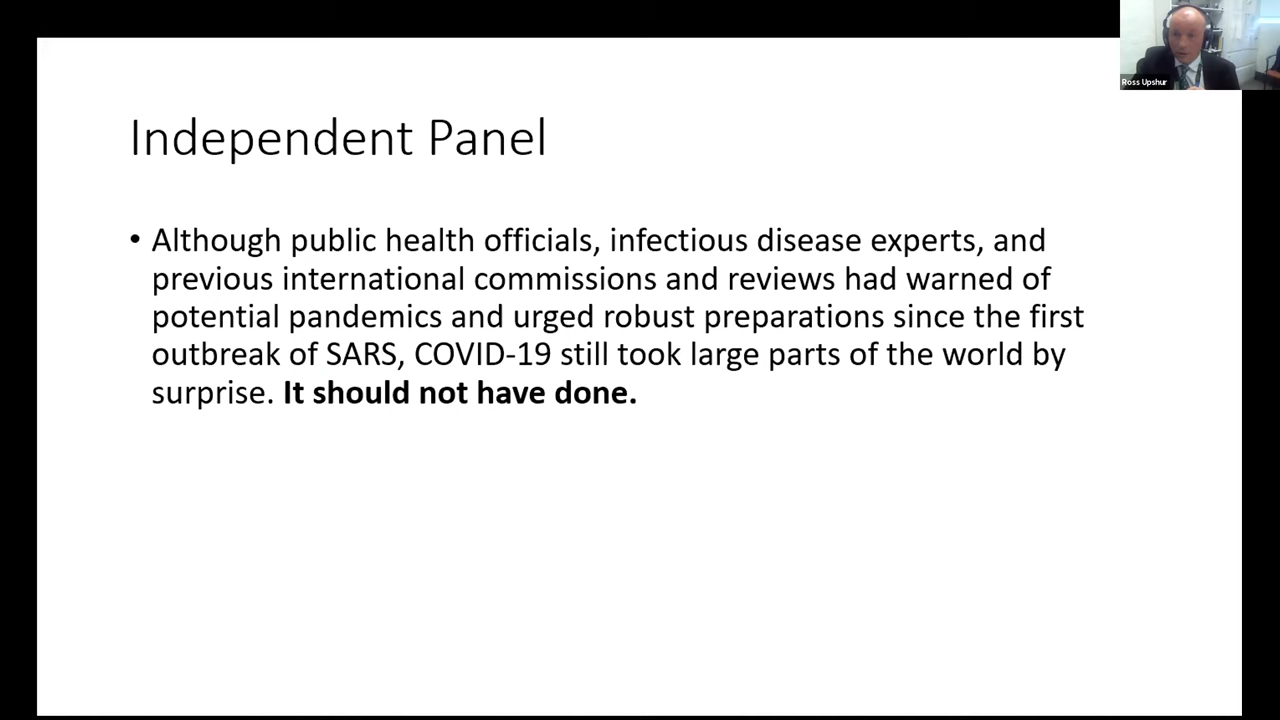 Ross Upshur
Independent Panel
• Although public health officials, infectious disease experts, and
previous international commissions and reviews had warned of
potential pandemics and urged robust preparations since the first
outbreak of SARS, COVID-19 still took large parts of the world by
surprise. It should not have done.